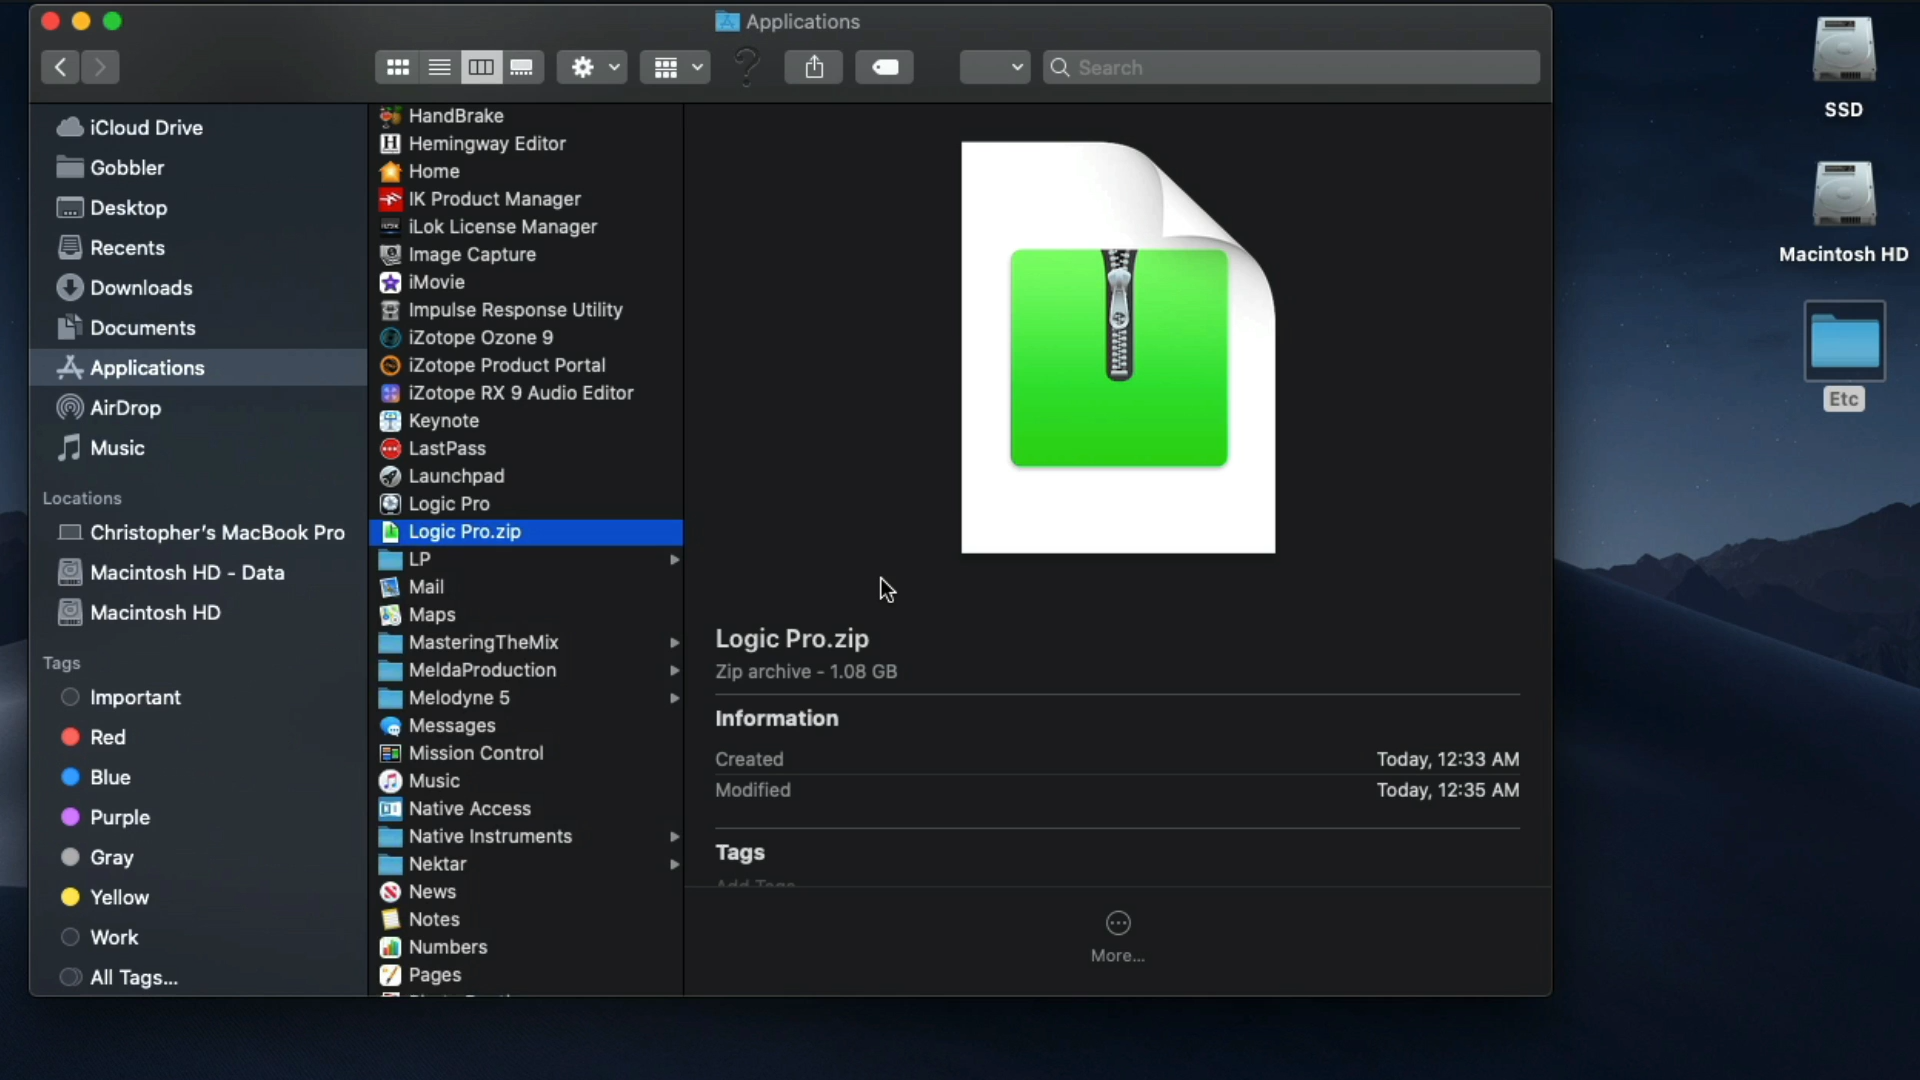 Applications
Search
iCloud Drive
Gobbler
Desktop
Recents
Downloads
Documents
Applications
AirDrop
Music
Locations
Christopher's MacBook Pro
Macintosh HD - Data
Macintosh HD
Tags
Important
Red
Blue
Purple
Gray
Yellow
Work
All Tags...
HandBrake
Hemingway Editor
Home
IK Product Manager
iLok License Manager
Image Capture
iMovie
Impulse Response Utility
iZotope Ozone 9
iZotope Product Portal
iZotope RX 9 Audio Editor
Keynote
LastPass
Launchpad
Logic Pro
Logic Pro.zip
LP
Mail
Maps
MasteringTheMix
MeldaProduction
Melodyne 5
Messages
Mission Control
Music
Native Access
Native Instruments
Nektar
News
Notes
Numbers
Pages
Logic Pro.zip
Zip archive - 1.08 GB
Information
Created Today, 12:33 AM
Modified Today, 12:35 AM
Tags
Add Tags...
More...
SSD
Macintosh HD
Etc